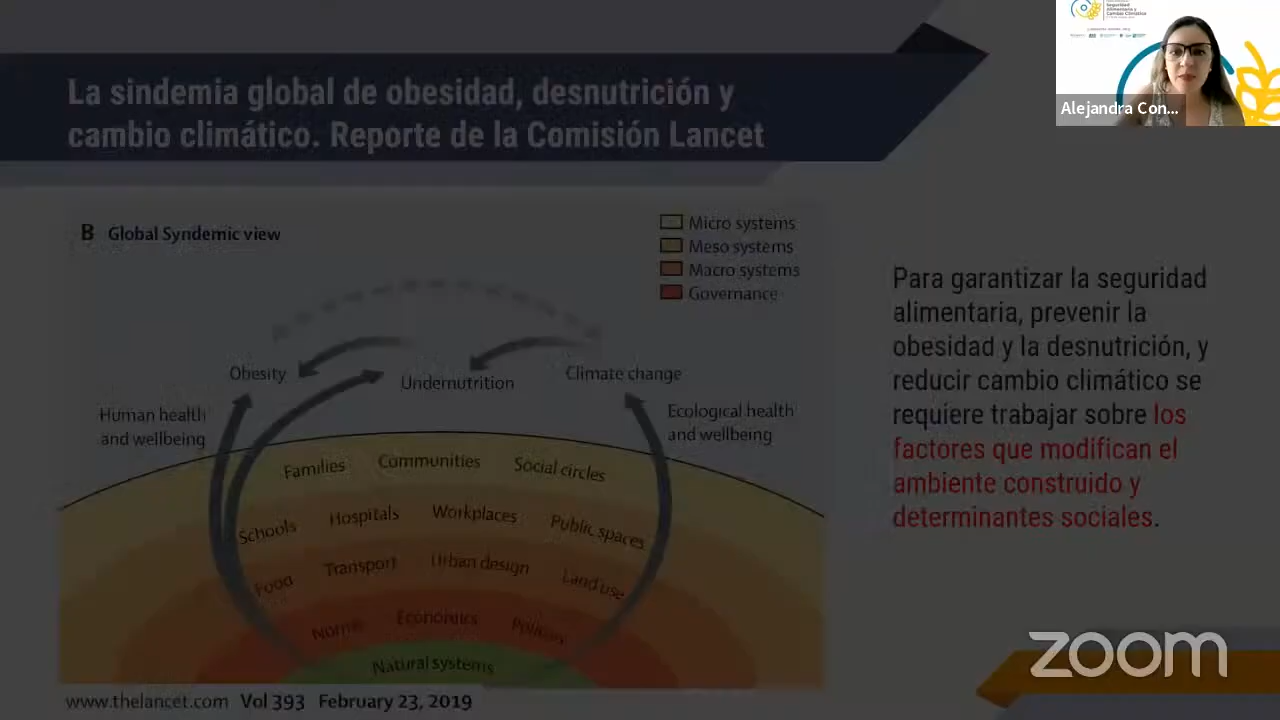 La sindemia global de obesidad, desnutrición y
cambio climático. Reporte de la Comisión Lancet
Seguridad
Alimentaria y
Cambio Climático
Alejandra Con...
B Global Syndemic view
Micro systems
Meso systems
Macro systems
Governance
Obesity
Undernutrition
Climate change
Human health
and wellbeing
Ecological health
and wellbeing
Families Communities Social circles
Schools Hospitals Workplaces Public spaces
Food Transport Urban design Land use
Norms Economics Policies
Natural systems
www.thelancet.com Vol 393 February 23, 2019
Para garantizar la seguridad
alimentaria, prevenir la
obesidad y la desnutrición, y
reducir cambio climático se
requiere trabajar sobre los
factores que modifican el
ambiente construido y
determinantes sociales.
zoom